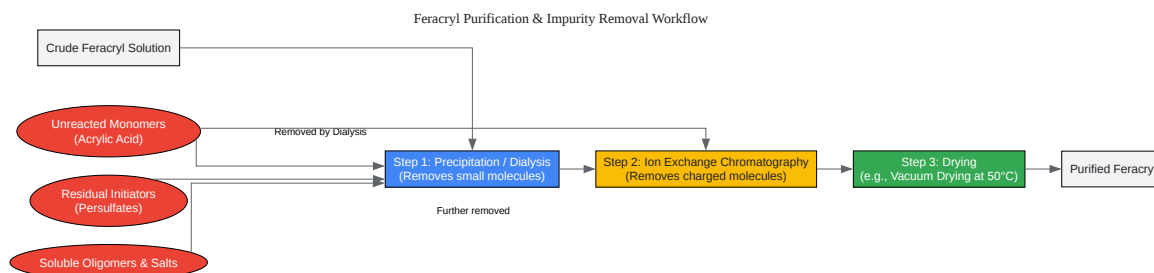 Feracryl Purification & Impurity Removal Workflow
Crude Feracryl Solution
Unreacted Monomers
(Acrylic Acid)
Removed by Dialysis
Step 1: Precipitation / Dialysis
(Removes small molecules)
Step 2: Ion Exchange Chromatography
(Removes charged molecules)
Step 3: Drying
(e.g., Vacuum Drying at 50°C)
Purified Feracryl
Residual Initiators
(Persulfates)
Further removed
Soluble Oligomers & Salts